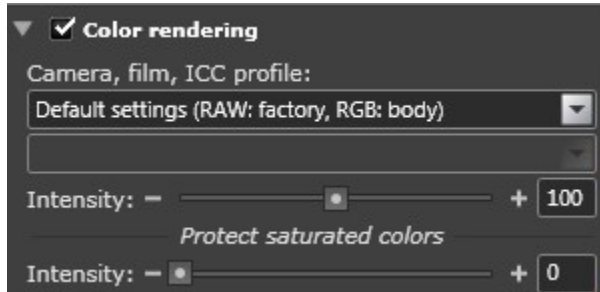 Color rendering
Camera, film, ICC profile:
Default settings (RAW: factory, RGB: body)
Intensity: − + 100
Protect saturated colors
Intensity: − + 0